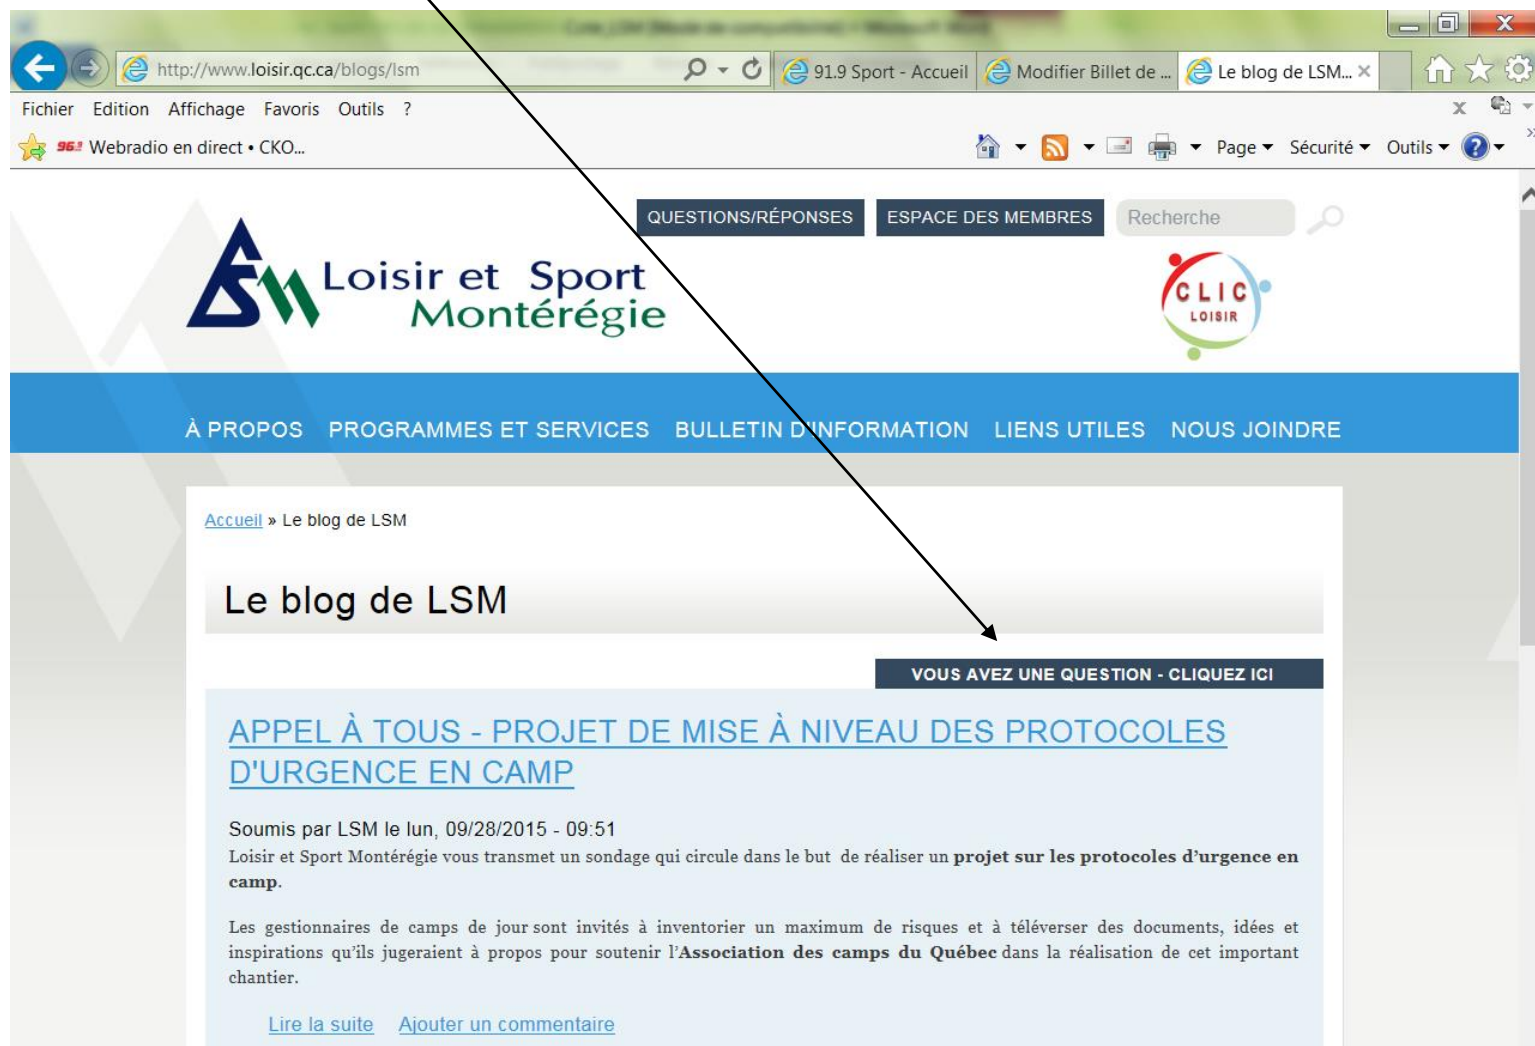 http://www.loisir.qc.ca/blogs/lsm
91.9 Sport - Accueil
Modifier Billet de ...
Le blog de LSM...
Fichier Edition Affichage Favoris Outils ?
96.9 Webradio en direct • CKO...
Page Sécurité Outils
QUESTIONS/RÉPONSES
ESPACE DES MEMBRES
Recherche
LSM
Loisir et Sport
Montérégie
CLIC
LOISIR
À PROPOS PROGRAMMES ET SERVICES BULLETIN D'INFORMATION LIENS UTILES NOUS JOINDRE
Accueil » Le blog de LSM
Le blog de LSM
VOUS AVEZ UNE QUESTION - CLIQUEZ ICI
APPEL À TOUS - PROJET DE MISE À NIVEAU DES PROTOCOLES
D'URGENCE EN CAMP
Soumis par LSM le lun, 09/28/2015 - 09:51
Loisir et Sport Montérégie vous transmet un sondage qui circule dans le but de réaliser un projet sur les protocoles d’urgence en
camp.
Les gestionnaires de camps de jour sont invités à inventorier un maximum de risques et à téléverser des documents, idées et
inspirations qu’ils jugeraient à propos pour soutenir l’Association des camps du Québec dans la réalisation de cet important
chantier.
Lire la suite Ajouter un commentaire